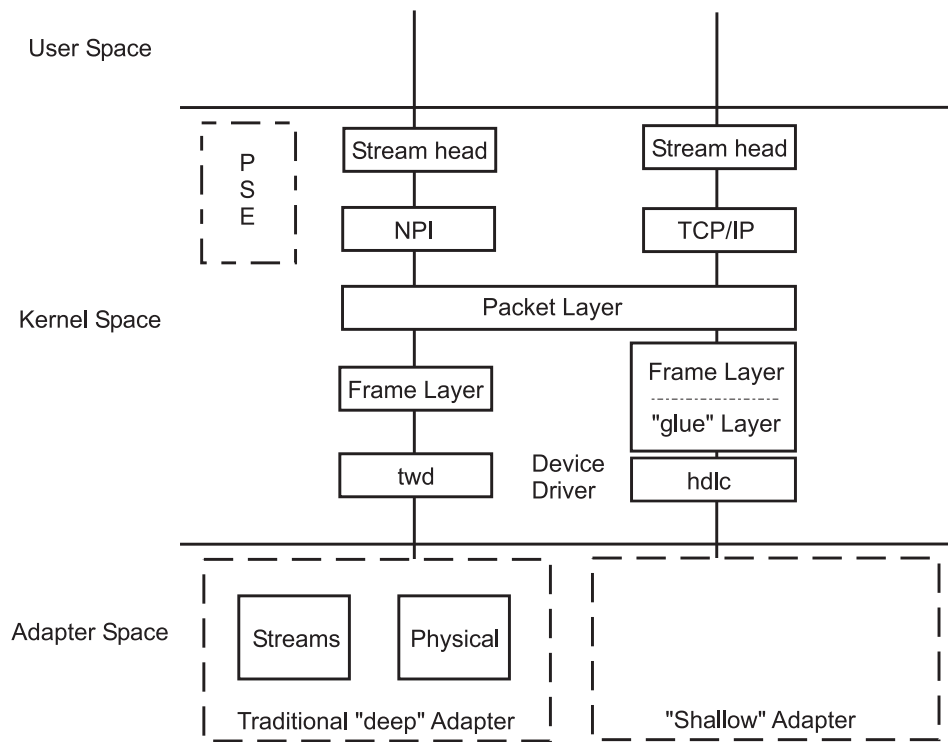 User Space
P
S
E
Stream head
Stream head
NPI
TCP/IP
Kernel Space
Packet Layer
Frame Layer
Frame Layer
"glue" Layer
twd
Device
Driver
hdlc
Adapter Space
Streams
Physical
Traditional "deep" Adapter
"Shallow" Adapter